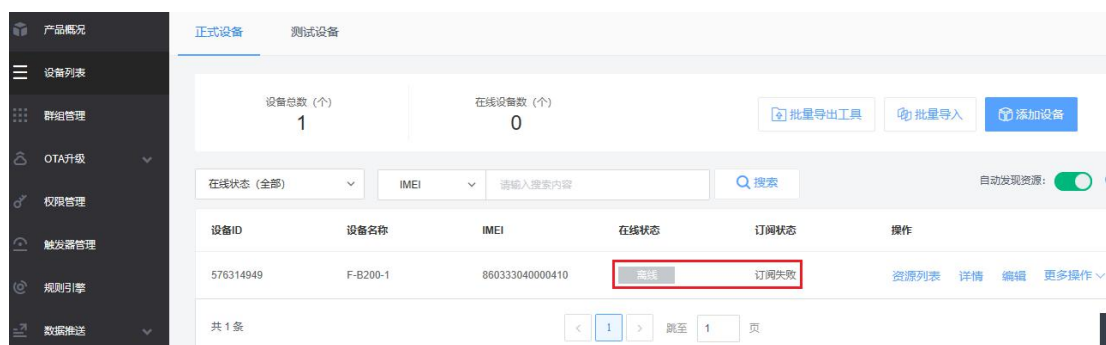 产品概况
设备列表
群组管理
OTA升级
权限管理
触发器管理
规则引擎
数据推送
正式设备 测试设备
设备总数（个） 在线设备数（个）
1 0
批量导出工具 批量导入 添加设备
在线状态（全部） IMEI 请输入搜索内容 搜索 自动发现资源:
设备ID 设备名称 IMEI 在线状态 订阅状态 操作
576314949 F-B200-1 860333040000410 离线 订阅失败 资源列表 详情 编辑 更多操作
共 1 条 < 1 > 跳至 1 页